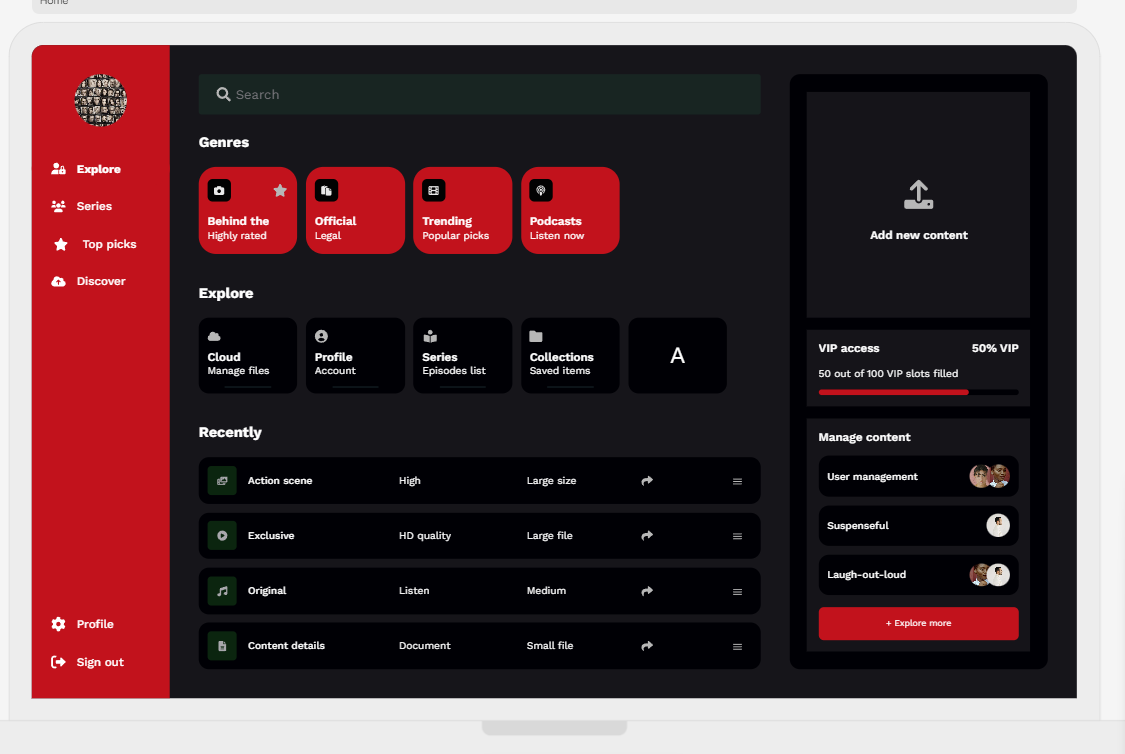 Home
Search
Explore
Series
Top picks
Discover
Profile
Sign out
Genres
Behind the
Highly rated
Official
Legal
Trending
Popular picks
Podcasts
Listen now
Explore
Cloud
Manage files
Profile
Account
Series
Episodes list
Collections
Saved items
A
Recently
Action scene High Large size
Exclusive HD quality Large file
Original Listen Medium
Content details Document Small file
Add new content
VIP access 50% VIP
50 out of 100 VIP slots filled
Manage content
User management
Suspenseful
Laugh-out-loud
+ Explore more